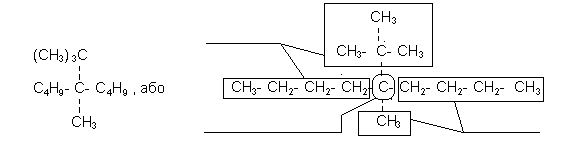 (CH₃)₃C
C₄H₉- C- C₄H₉ , або
CH₃
CH₃
CH₃- C- CH₃
CH₃- CH₂- CH₂- CH₂- C- CH₂- CH₂- CH₂- CH₃
CH₃